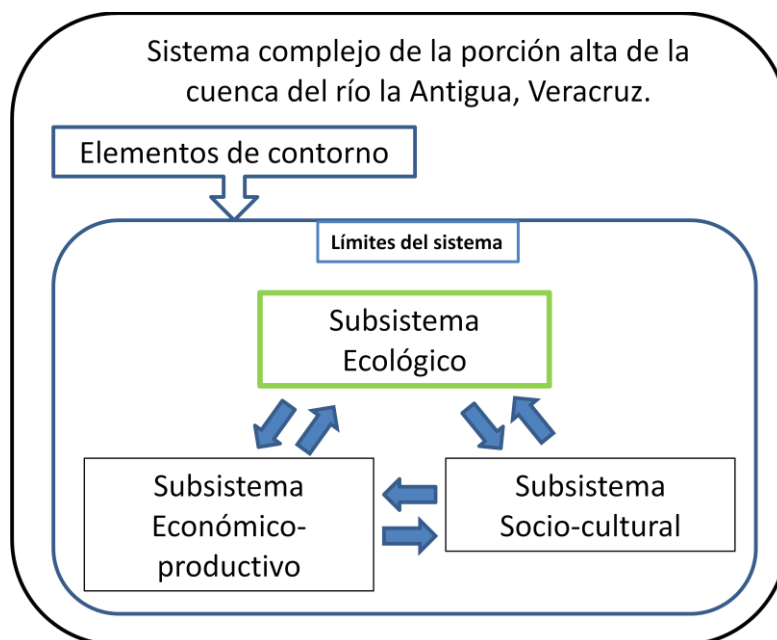 Sistema complejo de la porción alta de la
cuenca del río la Antigua, Veracruz.
Elementos de contorno
Límites del sistema
Subsistema
Ecológico
Subsistema
Económico-
productivo
Subsistema
Socio-cultural